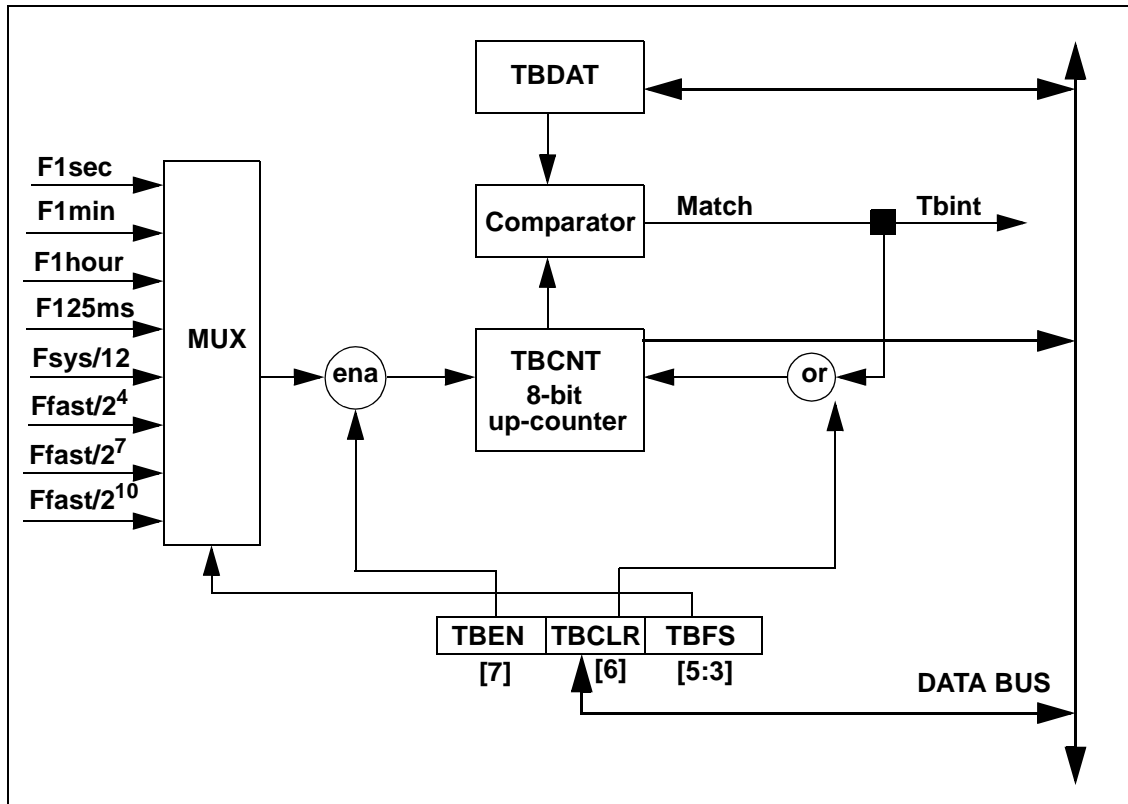 TBDAT
F1sec
F1min
F1hour
F125ms
Fsys/12
Ffast/2^4
Ffast/2^7
Ffast/2^10
MUX
ena
Comparator
Match
Tbint
TBCNT
8-bit
up-counter
or
TBEN TBCLR TBFS
[7] [6] [5:3]
DATA BUS